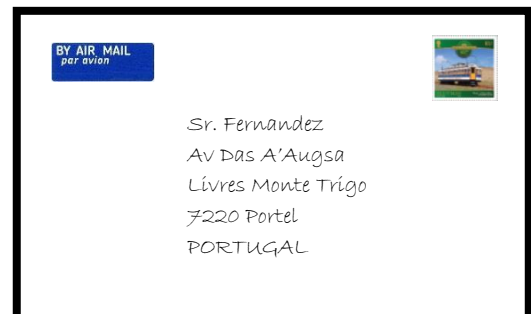 BY AIR MAIL
par avion
Sr. Fernandez
Av Das A'Augsa
Livres Monte Trigo
7220 Portel
PORTUGAL